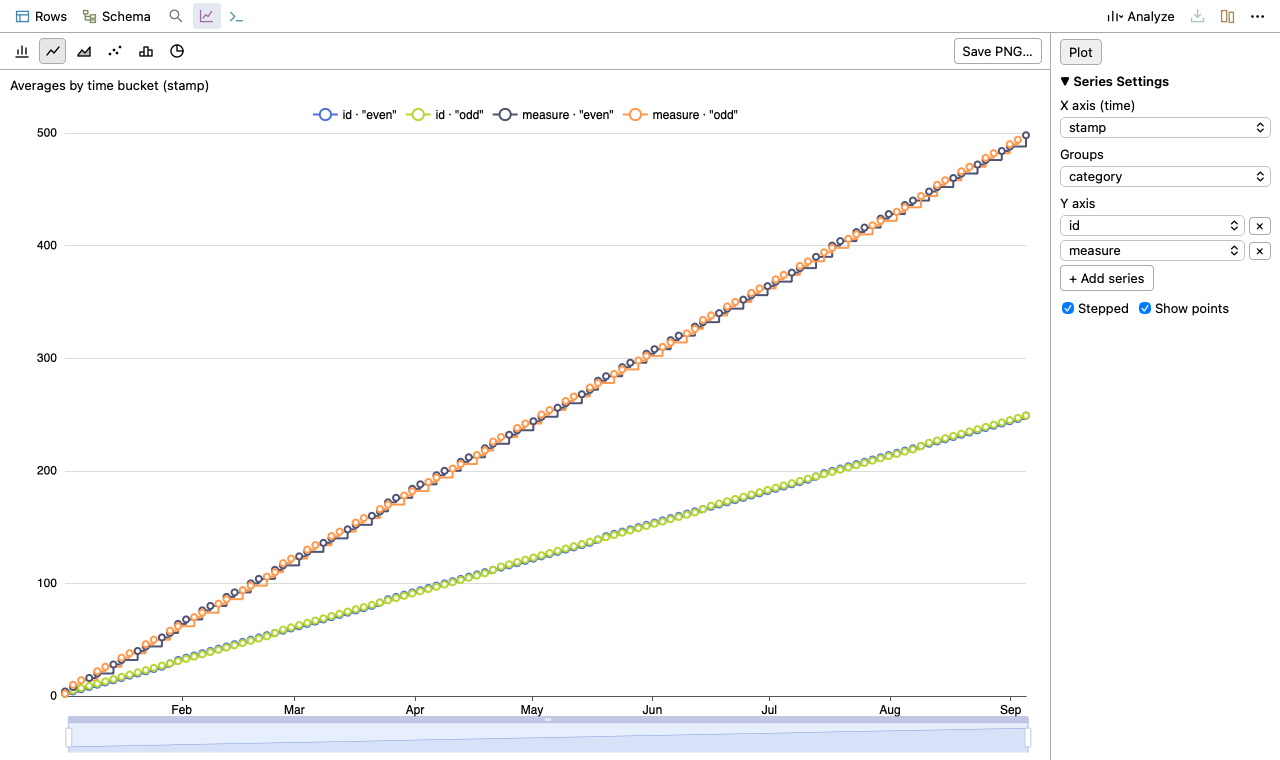 Rows Schema Analyze
Save PNG...
Averages by time bucket (stamp)
id · "even" id · "odd" measure · "even" measure · "odd"
500
400
300
200
100
0
Feb Mar Apr May Jun Jul Aug Sep
Plot
▼ Series Settings
X axis (time)
stamp
Groups
category
Y axis
id ×
measure ×
+ Add series
Stepped Show points